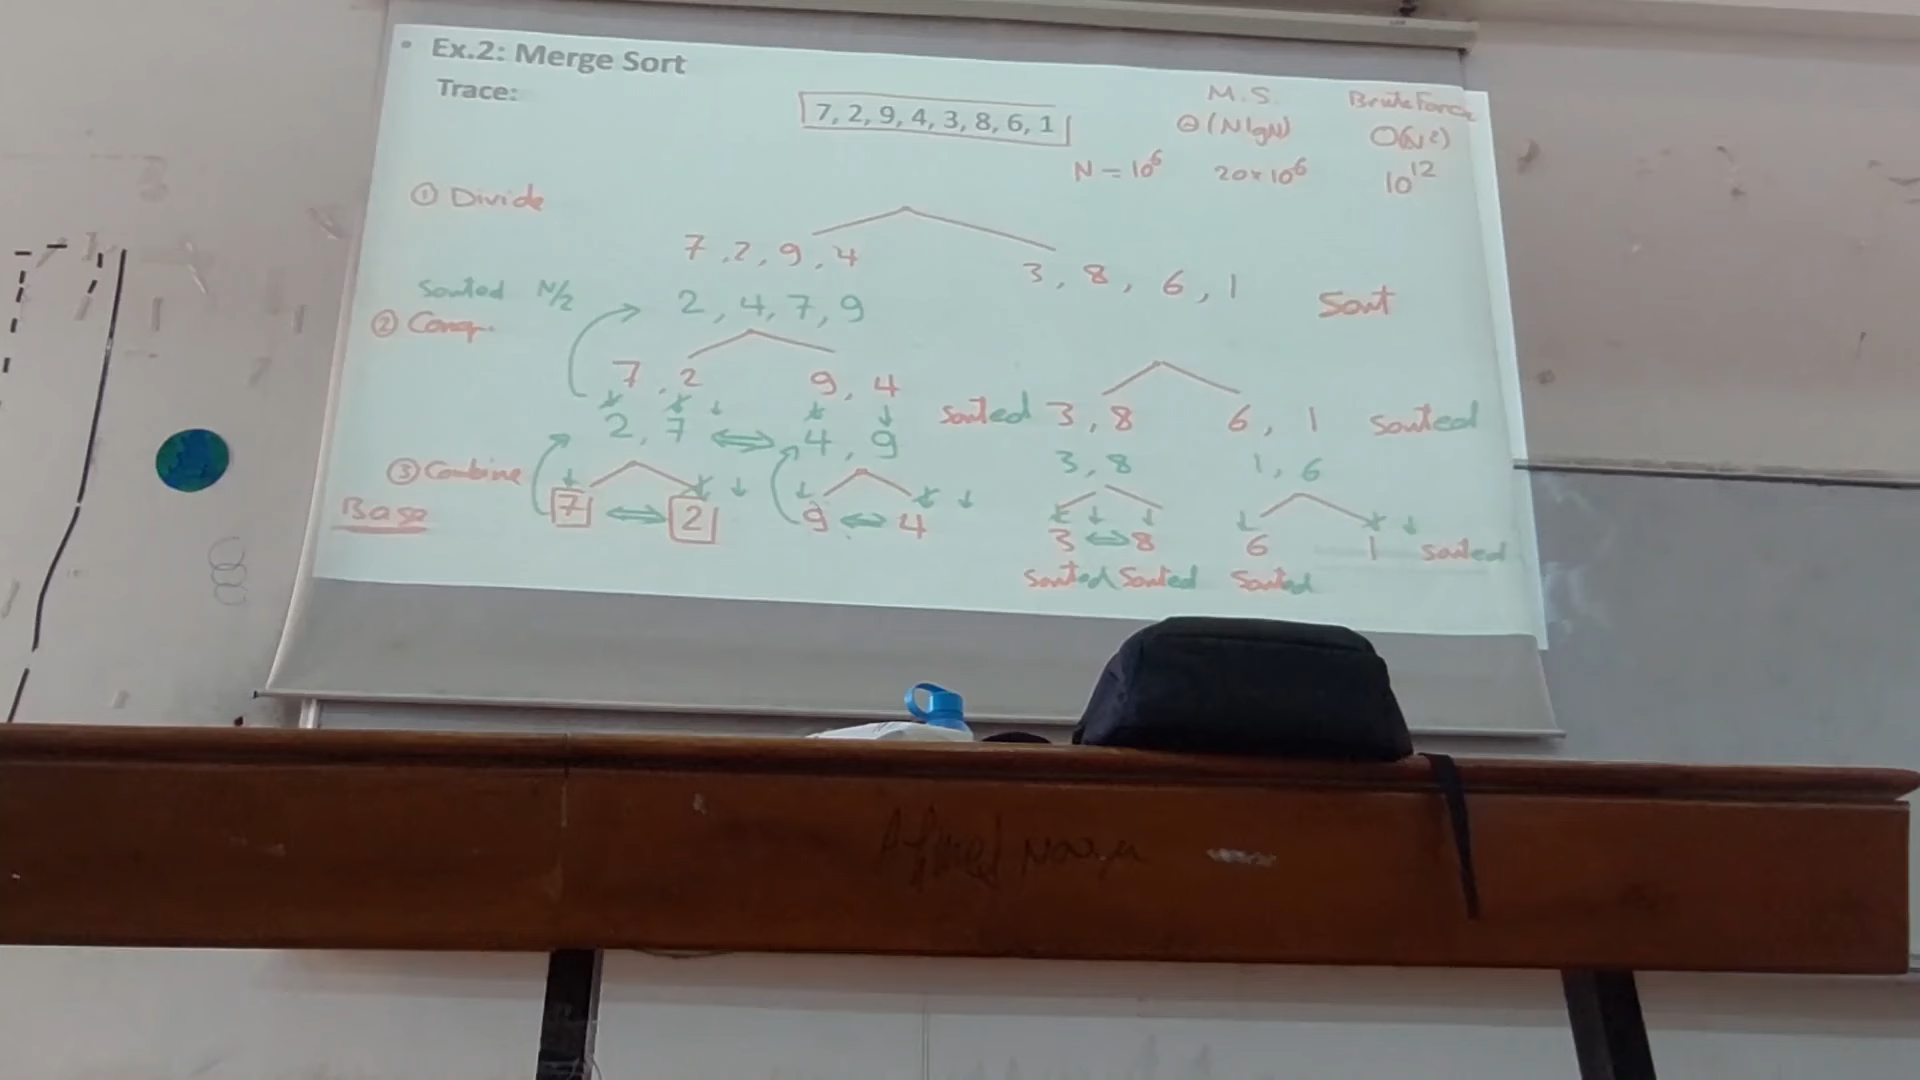 • Ex.2: Merge Sort
Trace:
7, 2, 9, 4, 3, 8, 6, 1
M.S. Brute Force
Θ(N lg N) O(N²)
N = 10⁶ 20×10⁶ 10¹²
① Divide
7, 2, 9, 4 3, 8, 6, 1 Sort
Sorted N/2 2, 4, 7, 9
② Conq.
7, 2 9, 4 sorted 3, 8 6, 1 sorted
2, 7 ⇔ 4, 9 3, 8 1, 6
③ Combine
Base 7 ⇔ 2 9 ⇔ 4 3 ⇔ 8 6 1 sorted
sorted sorted sorted